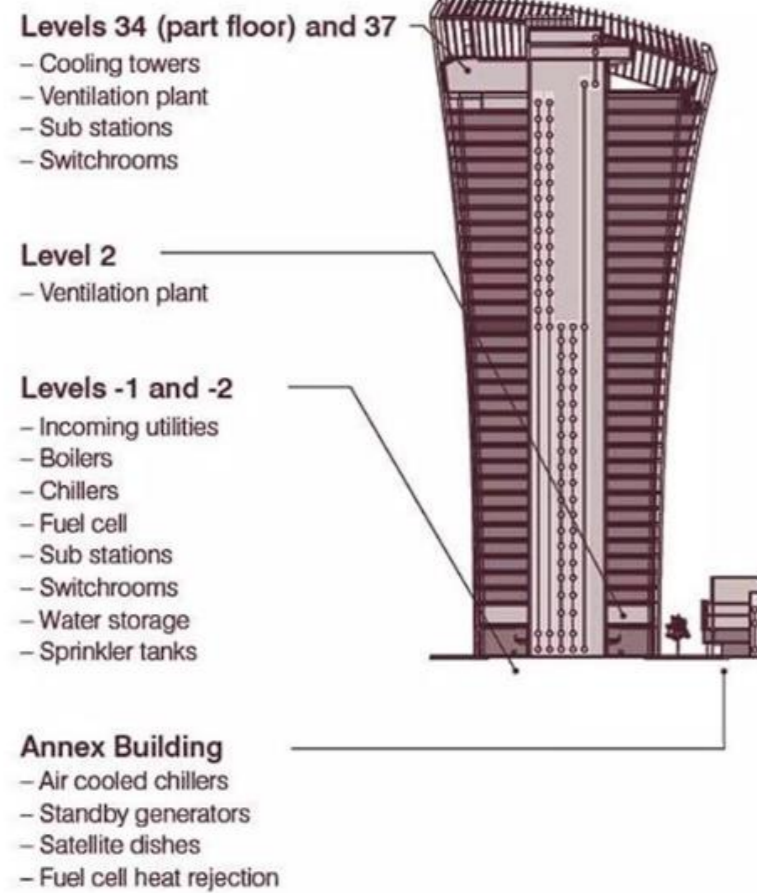 Levels 34 (part floor) and 37
– Cooling towers
– Ventilation plant
– Sub stations
– Switchrooms
Level 2
– Ventilation plant
Levels -1 and -2
– Incoming utilities
– Boilers
– Chillers
– Fuel cell
– Sub stations
– Switchrooms
– Water storage
– Sprinkler tanks
Annex Building
– Air cooled chillers
– Standby generators
– Satellite dishes
– Fuel cell heat rejection